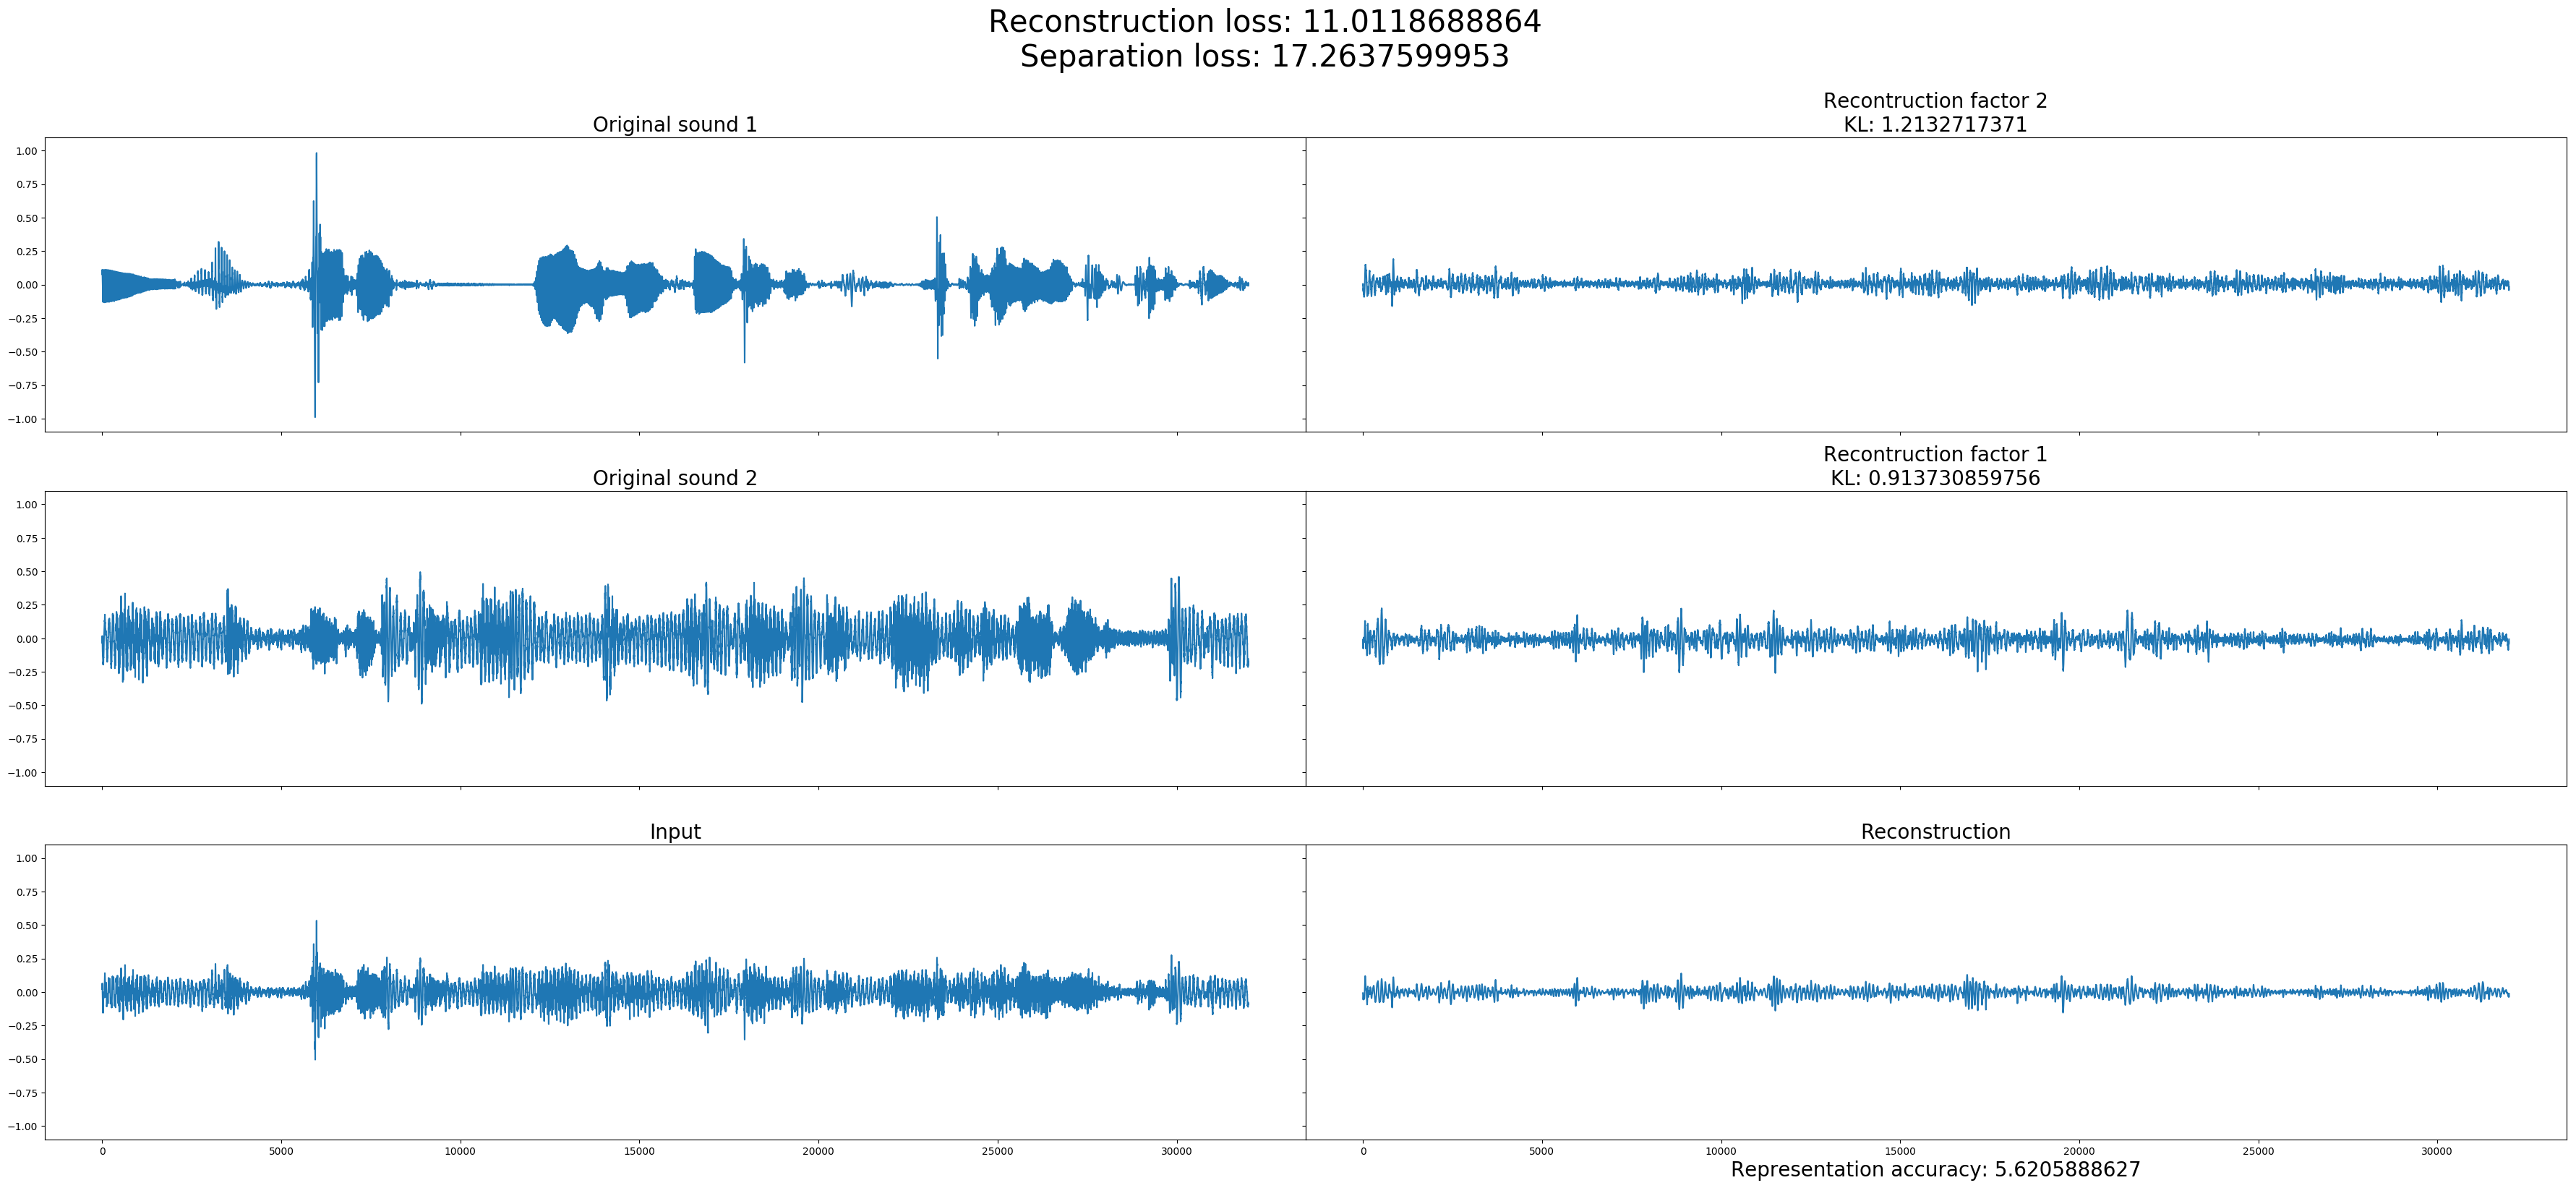 Reconstruction loss: 11.0118688864
Separation loss: 17.2637599953
Original sound 1
1.00
0.75
0.50
0.25
0.00
−0.25
−0.50
−0.75
−1.00
Recontruction factor 2
KL: 1.2132717371
Original sound 2
1.00
0.75
0.50
0.25
0.00
−0.25
−0.50
−0.75
−1.00
Recontruction factor 1
KL: 0.913730859756
Input
1.00
0.75
0.50
0.25
0.00
−0.25
−0.50
−0.75
−1.00
0 5000 10000 15000 20000 25000 30000
Reconstruction
0 5000 10000 15000 20000 25000 30000
Representation accuracy: 5.6205888627